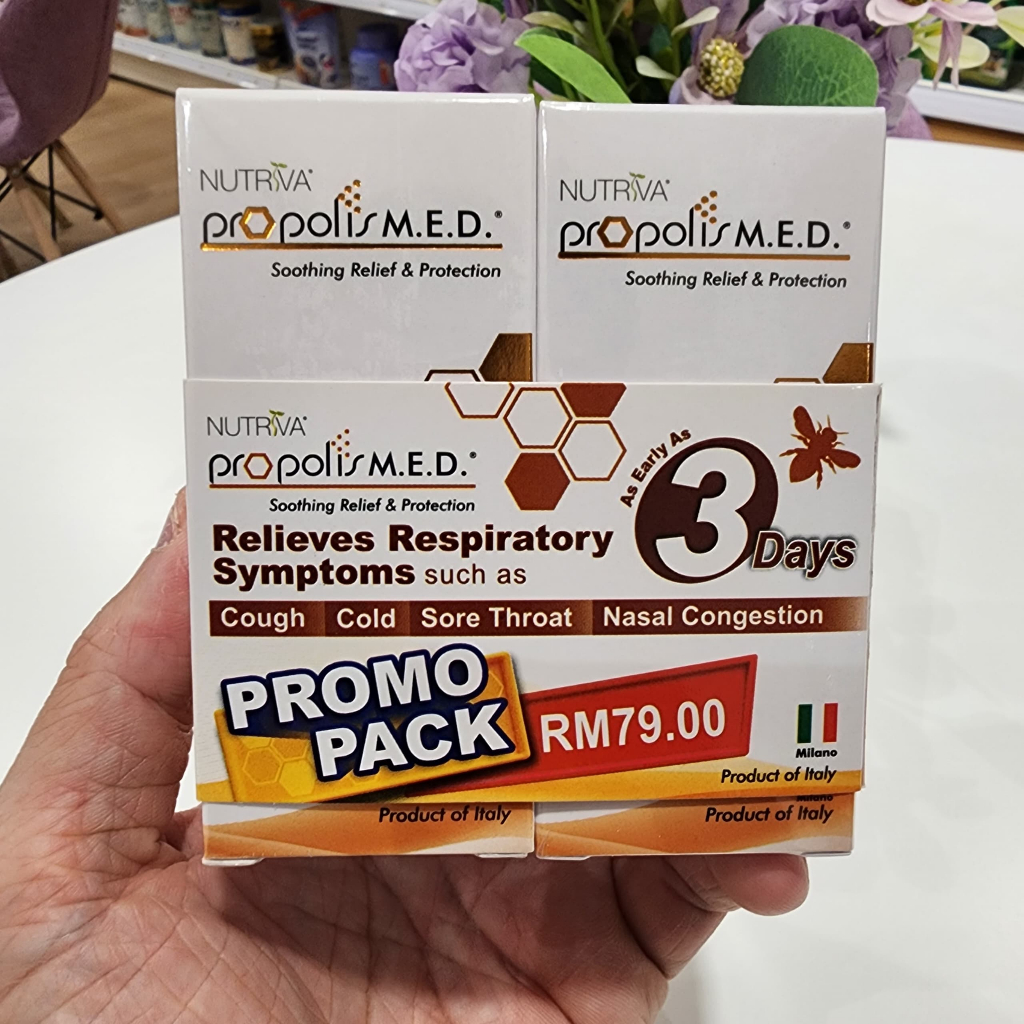 NUTRIVA®
propolis M.E.D.®
Soothing Relief & Protection
NUTRIVA®
propolis M.E.D.®
Soothing Relief & Protection
NUTRIVA®
propolis M.E.D.®
Soothing Relief & Protection
As Early As
3 Days
Relieves Respiratory
Symptoms such as
Cough Cold Sore Throat Nasal Congestion
PROMO
PACK
RM79.00
Milano
Product of Italy
Product of Italy
Milano
Product of Italy